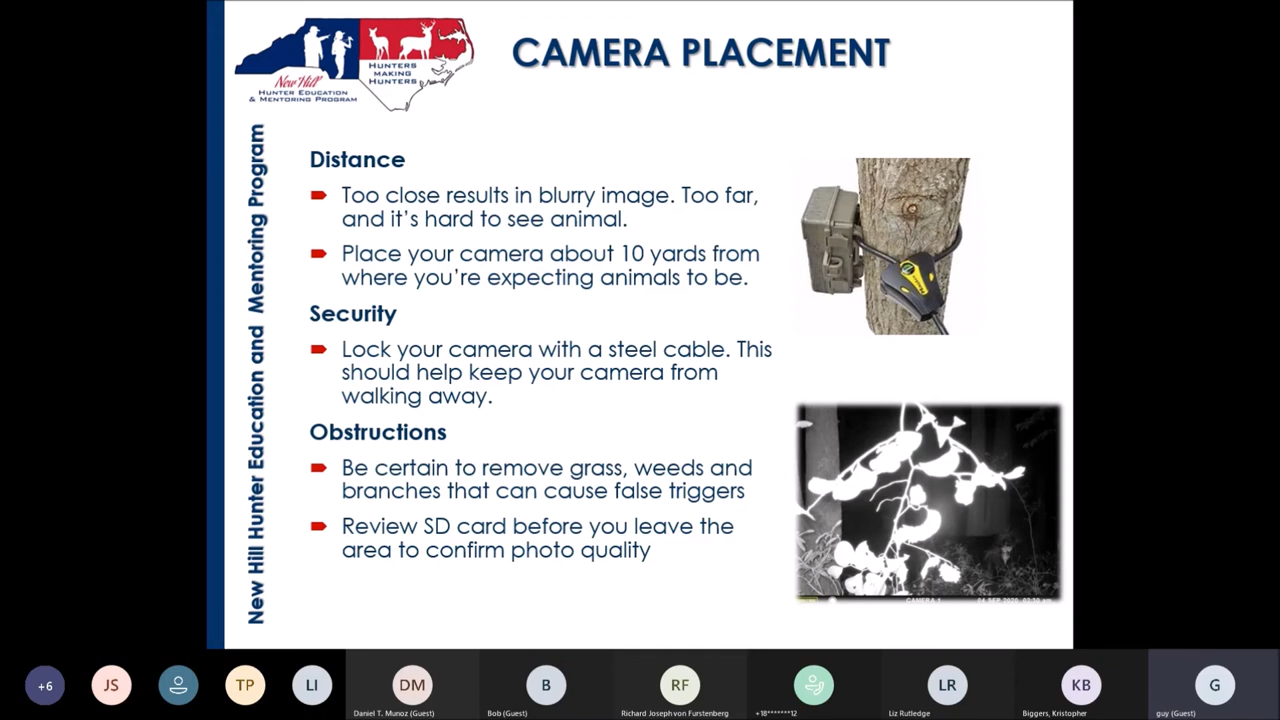 New Hill
HUNTER EDUCATION
& MENTORING PROGRAM
HUNTERS
MAKING
HUNTERS
CAMERA PLACEMENT
New Hill Hunter Education and Mentoring Program
Distance
Too close results in blurry image. Too far,
and it's hard to see animal.
Place your camera about 10 yards from
where you're expecting animals to be.
Security
Lock your camera with a steel cable. This
should help keep your camera from
walking away.
Obstructions
Be certain to remove grass, weeds and
branches that can cause false triggers
Review SD card before you leave the
area to confirm photo quality
+6
JS
TP
LI
DM
Daniel T. Munoz (Guest)
B
Bob (Guest)
RF
Richard Joseph von Furstenberg
+18*******12
LR
Liz Rutledge
KB
Biggers, Kristopher
G
guy (Guest)